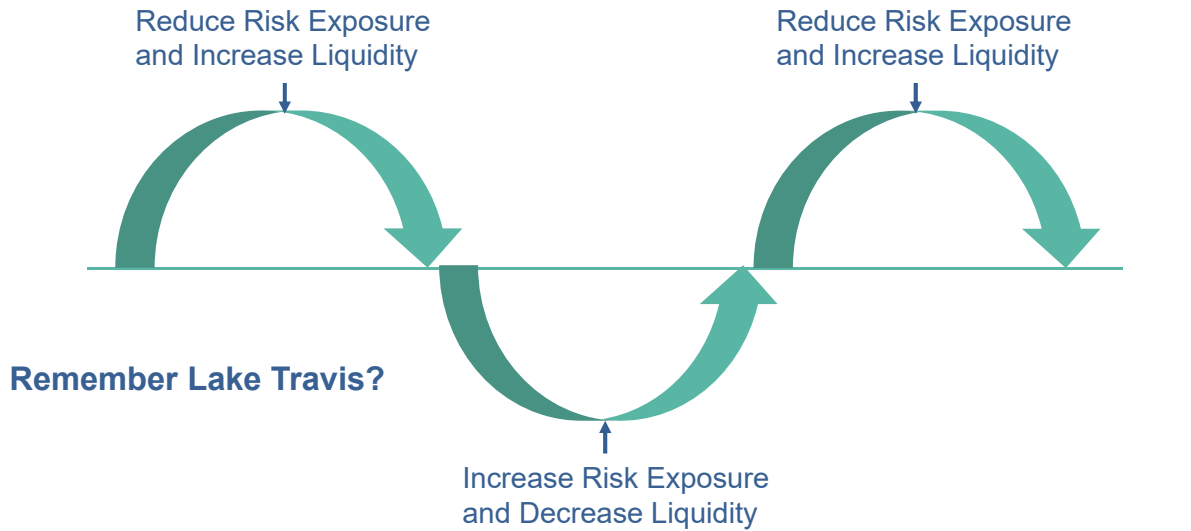 Reduce Risk Exposure
and Increase Liquidity
Reduce Risk Exposure
and Increase Liquidity
Remember Lake Travis?
Increase Risk Exposure
and Decrease Liquidity